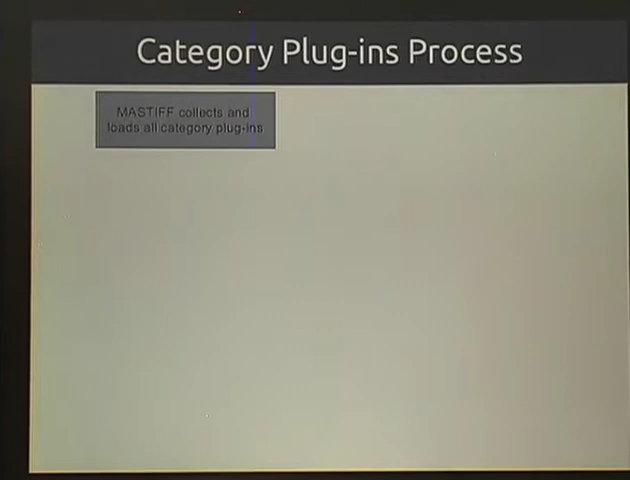 Category Plug-ins Process
MASTIFF collects and
loads all category plug-ins